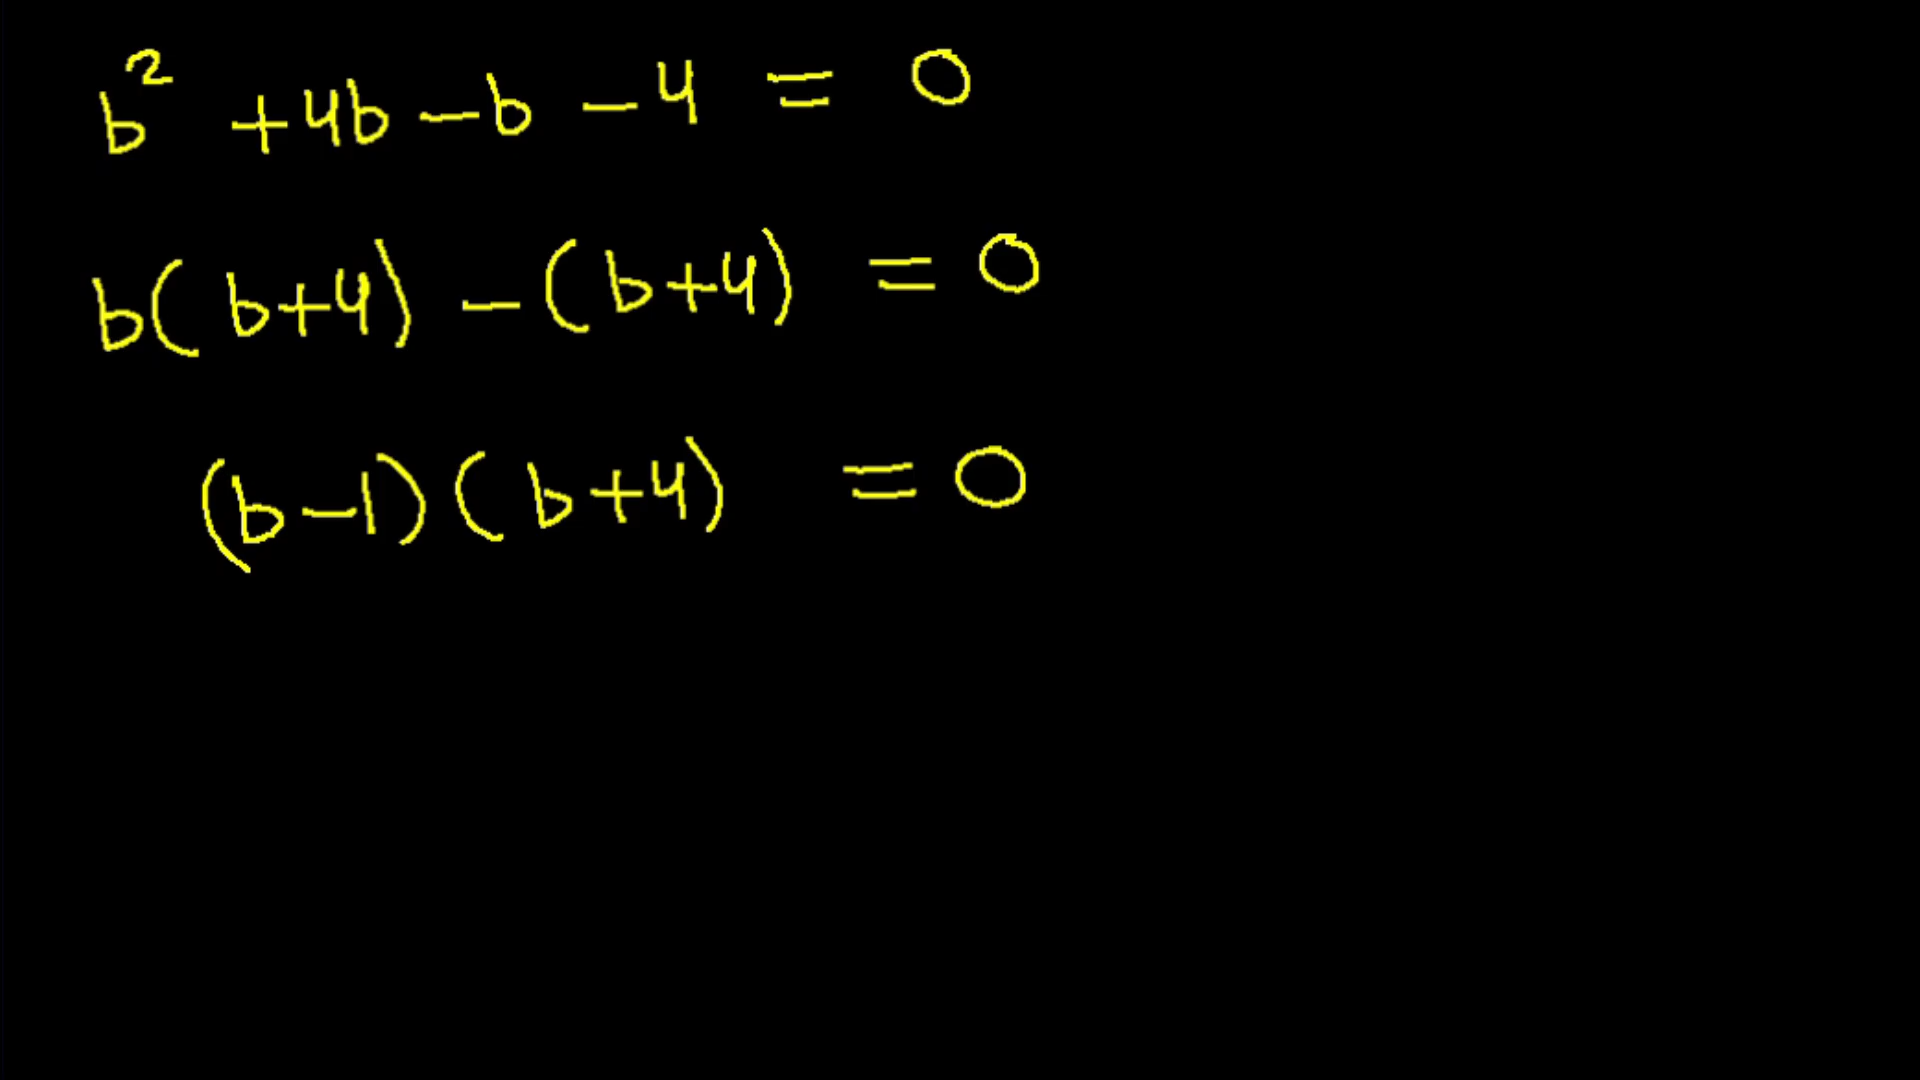 b² +4b -b -4 = 0
b( b+4) -(b+4) = 0
(b-1)(b+4) = 0